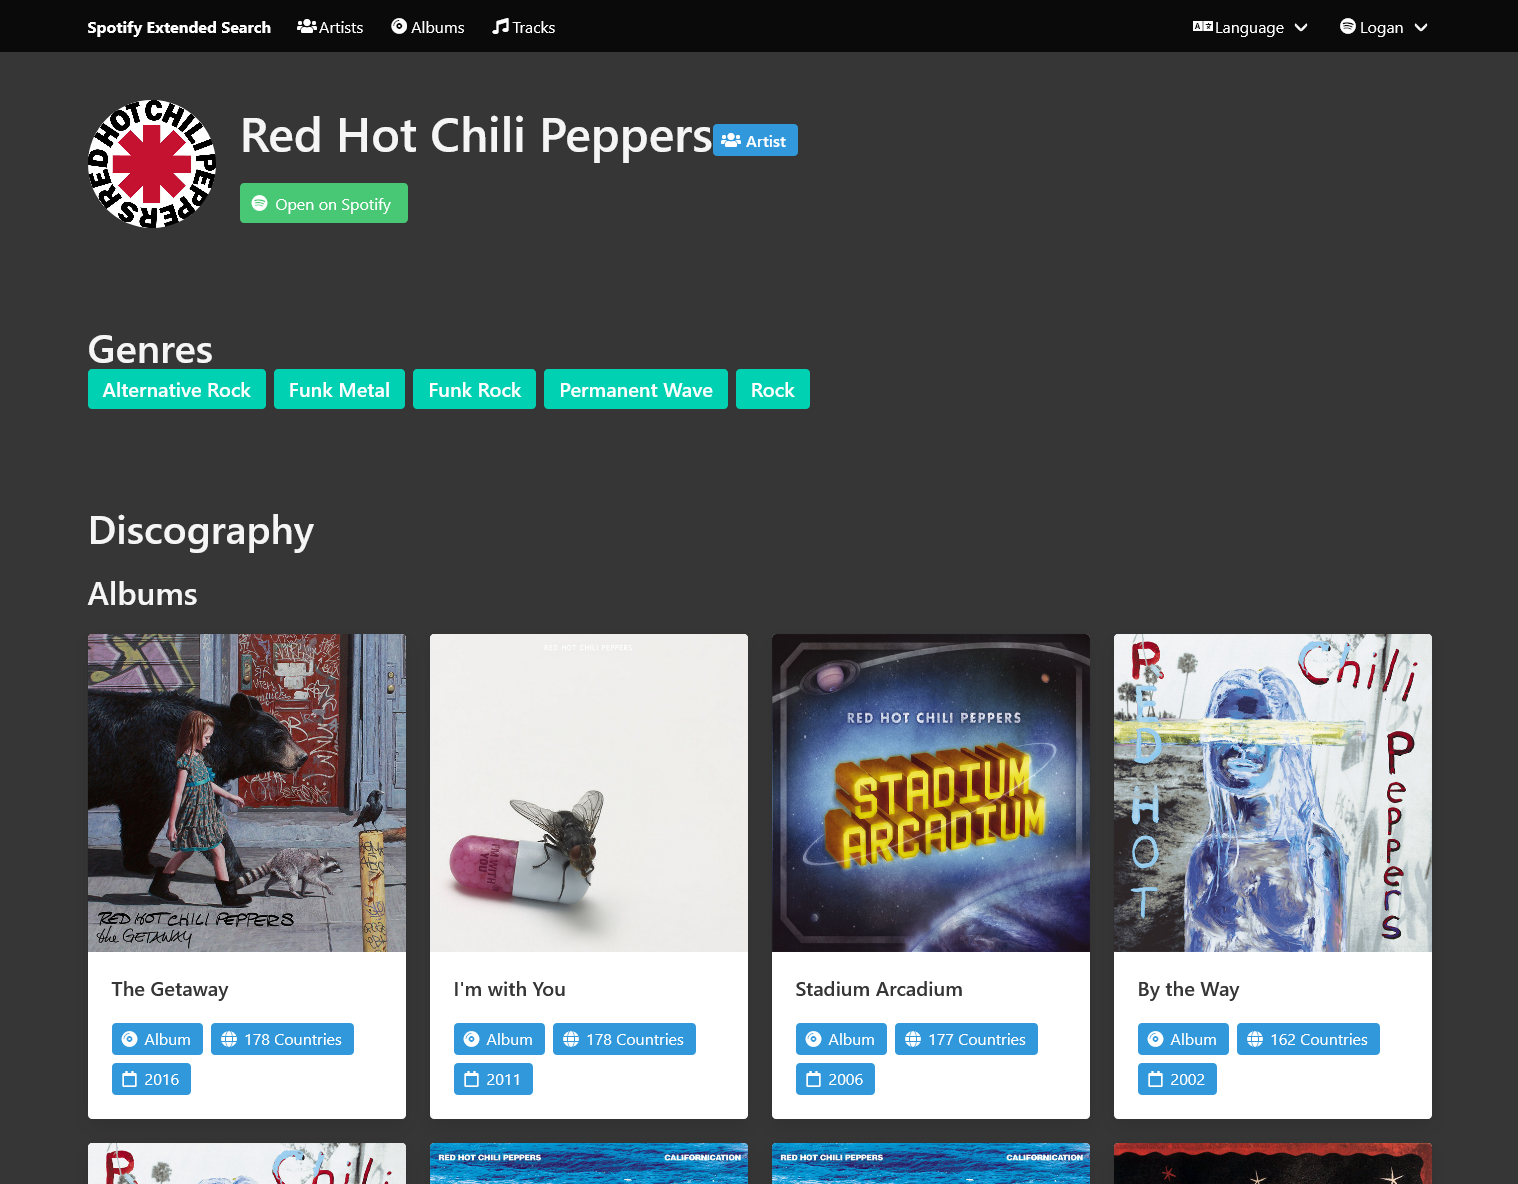 Spotify Extended Search Artists Albums Tracks Language Logan
RED HOT CHILI PEPPERS
Red Hot Chili Peppers Artist
Open on Spotify
Genres
Alternative Rock Funk Metal Funk Rock Permanent Wave Rock
Discography
Albums
RED HOT CHILI PEPPERS
the GETAWAY
RED HOT CHILI PEPPERS
I'M WITH
YOU
RED HOT CHILI PEPPERS
STADIUM
ARCADIUM
RED HOT
Chili
Peppers
The Getaway
Album 178 Countries
2016
I'm with You
Album 178 Countries
2011
Stadium Arcadium
Album 177 Countries
2006
By the Way
Album 162 Countries
2002
R Chili
RED HOT CHILI PEPPERS CALIFORNICATION
RED HOT CHILI PEPPERS CALIFORNICATION